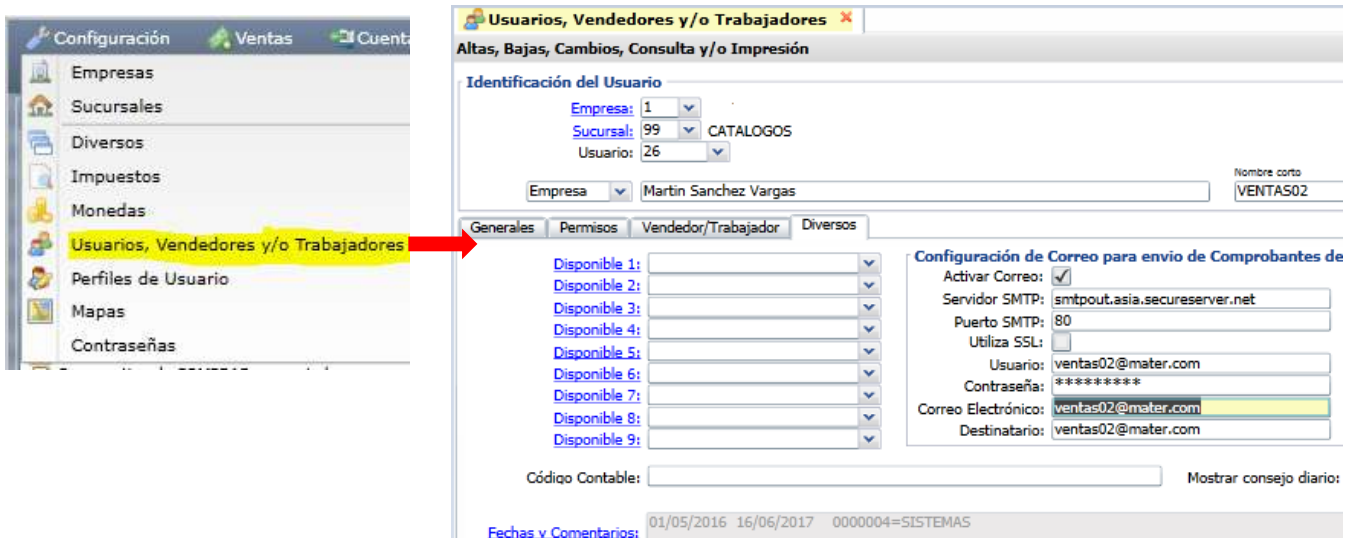 Configuración Ventas Cuenta
Empresas
Sucursales
Diversos
Impuestos
Monedas
Usuarios, Vendedores y/o Trabajadores
Perfiles de Usuario
Mapas
Contraseñas
Usuarios, Vendedores y/o Trabajadores
Altas, Bajas, Cambios, Consulta y/o Impresión
Identificación del Usuario
Empresa: 1
Sucursal: 99 CATALOGOS
Usuario: 26
Nombre corto
Empresa Martin Sanchez Vargas VENTAS02
Generales Permisos Vendedor/Trabajador Diversos
Disponible 1:
Disponible 2:
Disponible 3:
Disponible 4:
Disponible 5:
Disponible 6:
Disponible 7:
Disponible 8:
Disponible 9:
Configuración de Correo para envio de Comprobantes de
Activar Correo:
Servidor SMTP: smtpout.asia.secureserver.net
Puerto SMTP: 80
Utiliza SSL:
Usuario: ventas02@mater.com
Contraseña: *********
Correo Electrónico: ventas02@mater.com
Destinatario: ventas02@mater.com
Código Contable: Mostrar consejo diario:
Fechas y Comentarios: 01/05/2016 16/06/2017 0000004=SISTEMAS